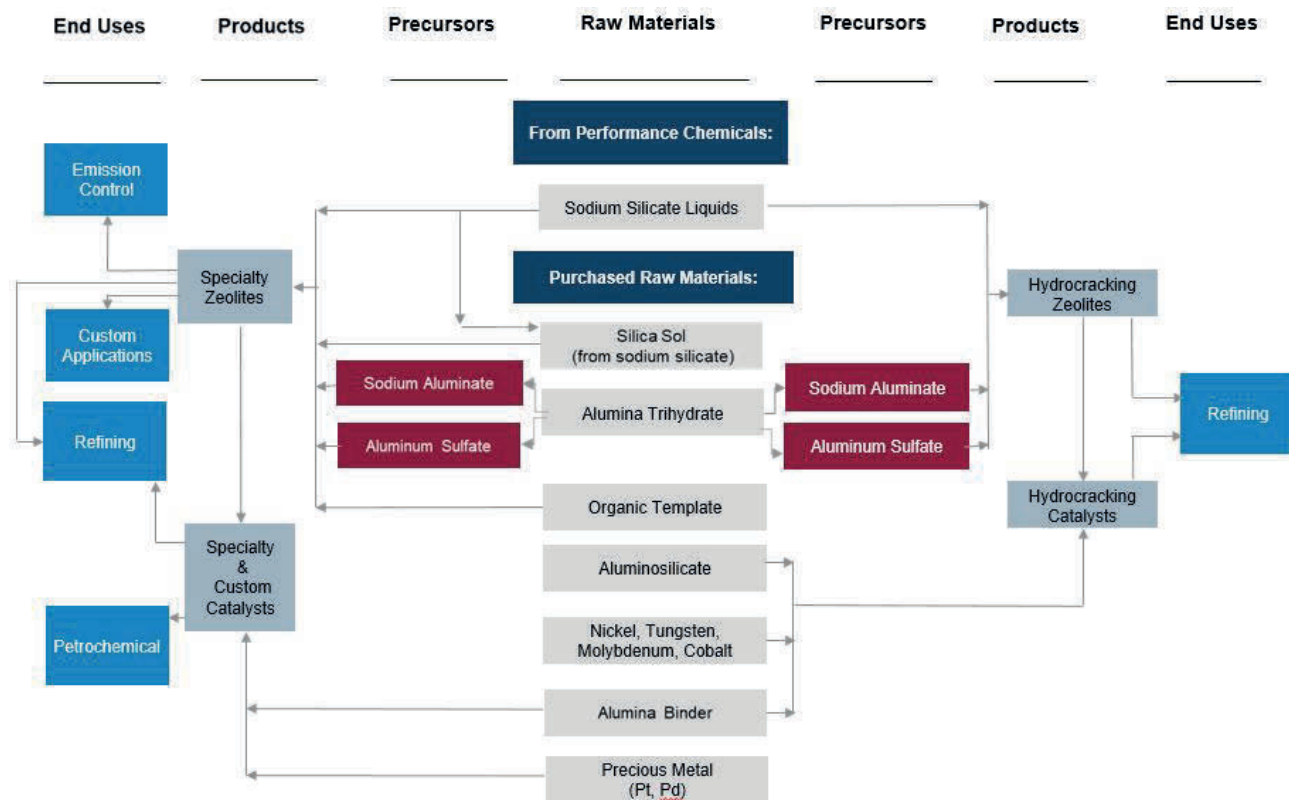 End Uses
Products
Precursors
Raw Materials
Precursors
Products
End Uses
From Performance Chemicals:
Emission
Control
Sodium Silicate Liquids
Specialty
Zeolites
Purchased Raw Materials:
Hydrocracking
Zeolites
Custom
Applications
Silica Sol
(from sodium silicate)
Sodium Aluminate
Sodium Aluminate
Alumina Trihydrate
Refining
Refining
Aluminum Sulfate
Aluminum Sulfate
Organic Template
Hydrocracking
Catalysts
Specialty
&
Custom
Catalysts
Aluminosilicate
Petrochemical
Nickel, Tungsten,
Molybdenum, Cobalt
Alumina Binder
Precious Metal
(Pt, Pd)